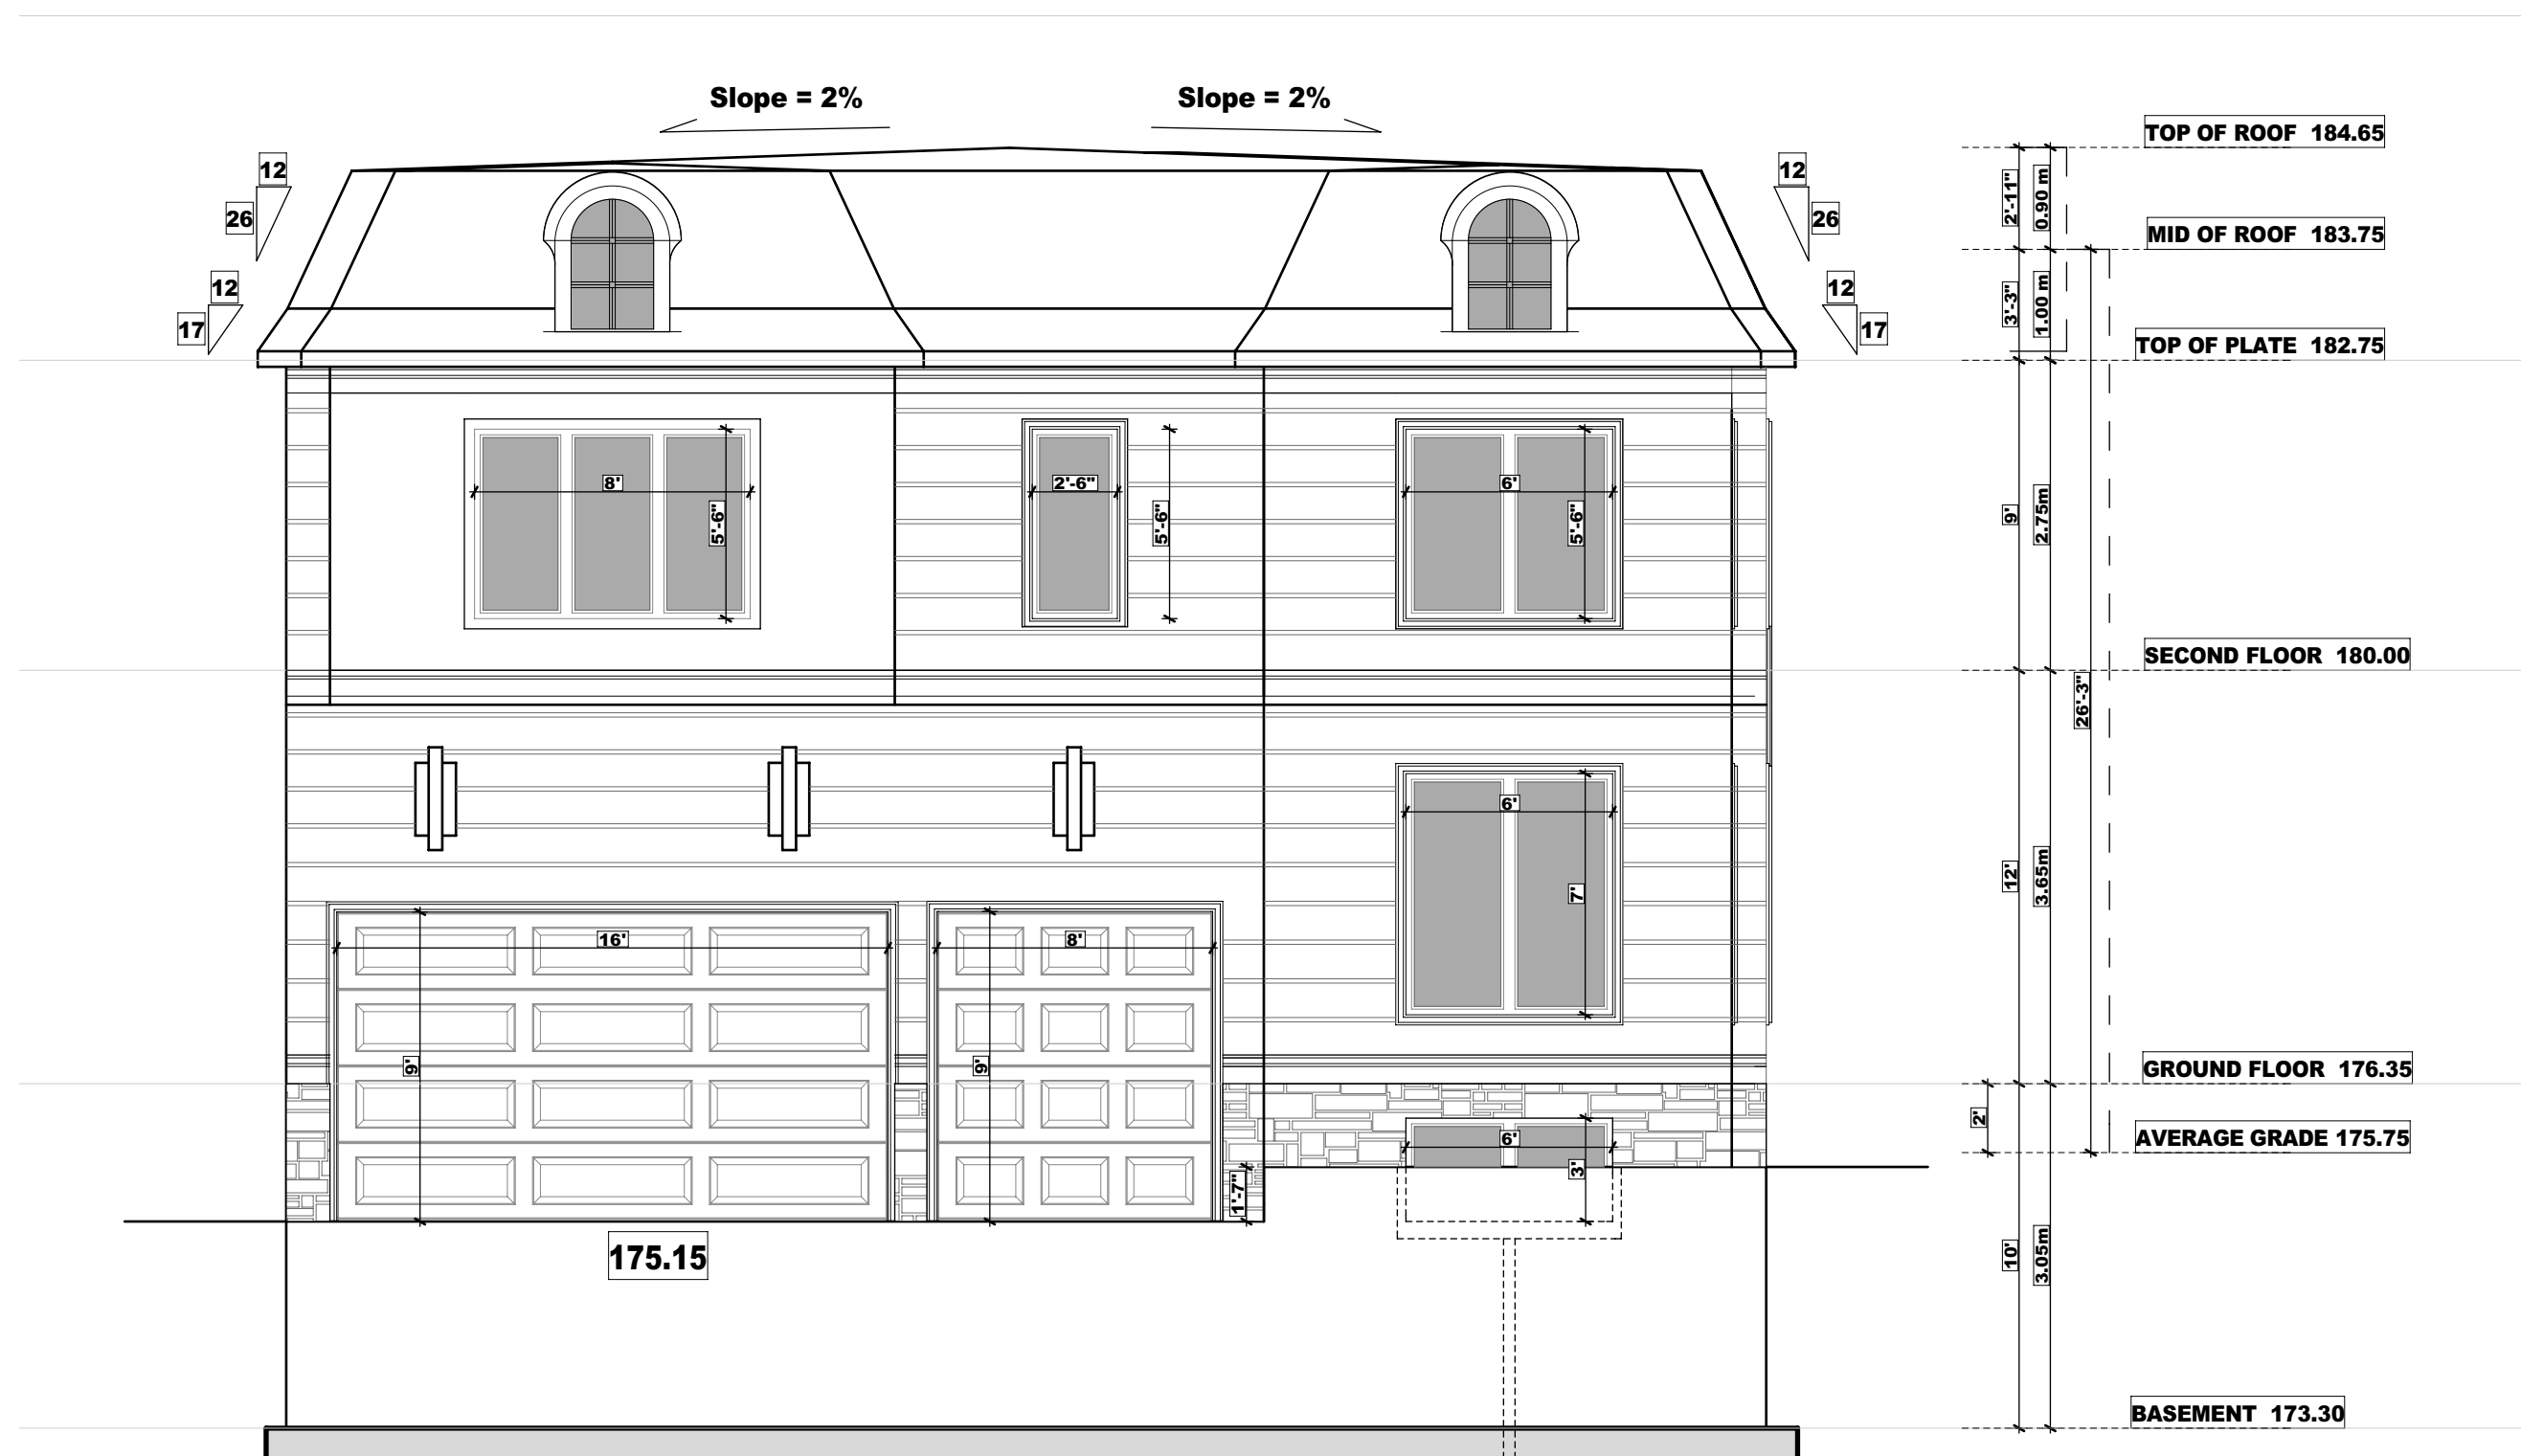 Slope = 2%
Slope = 2%
TOP OF ROOF 184.65
12
12
26
26
2'-11"
0.90 m
MID OF ROOF 183.75
12
12
17
17
3'-3"
1.00 m
TOP OF PLATE 182.75
8'
5'-6"
2'-6"
5'-6"
6'
5'-6"
9'
2.75m
SECOND FLOOR 180.00
26'-3"
6'
7'
12'
3.65m
16'
9'
8'
9'
GROUND FLOOR 176.35
2'
6'
3'
AVERAGE GRADE 175.75
1'-7"
175.15
10'
3.05m
BASEMENT 173.30